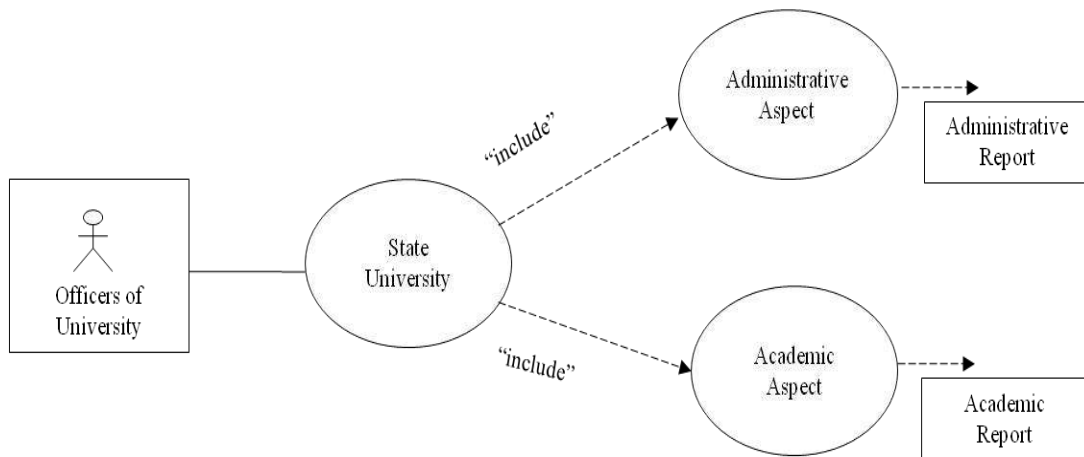 Officers of
University
State
University
“include”
Administrative
Aspect
Administrative
Report
“include”
Academic
Aspect
Academic
Report